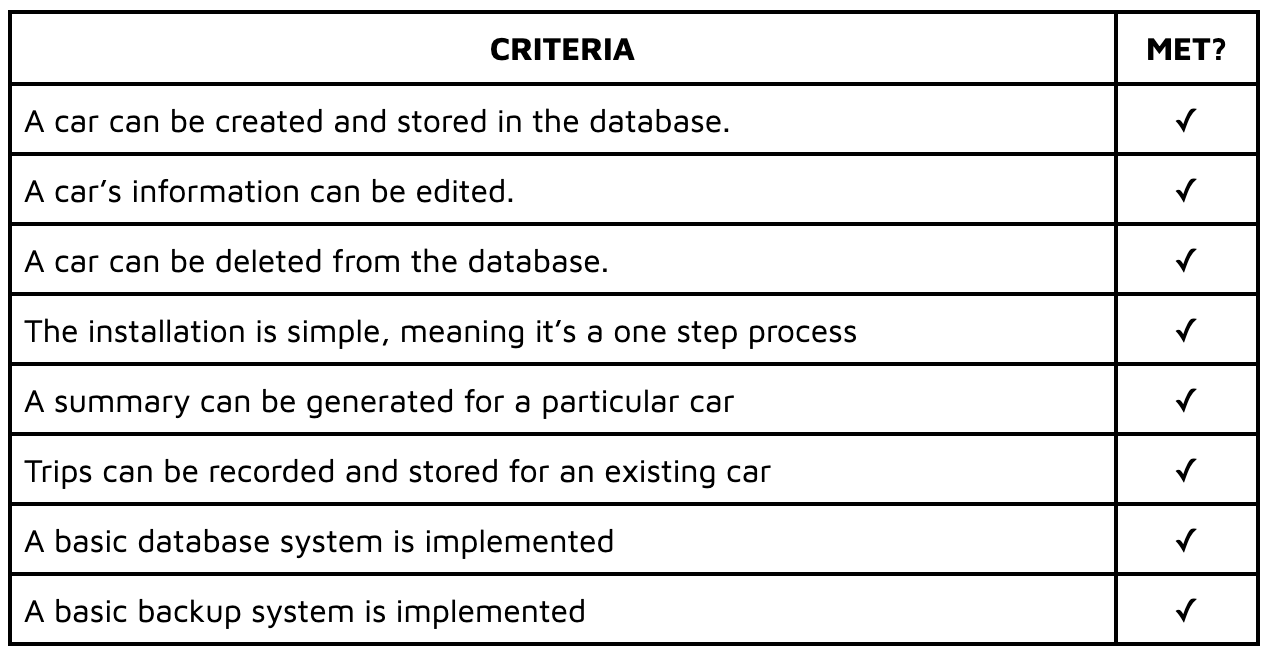 CRITERIA MET?
A car can be created and stored in the database. ✓
A car’s information can be edited. ✓
A car can be deleted from the database. ✓
The installation is simple, meaning it’s a one step process ✓
A summary can be generated for a particular car ✓
Trips can be recorded and stored for an existing car ✓
A basic database system is implemented ✓
A basic backup system is implemented ✓